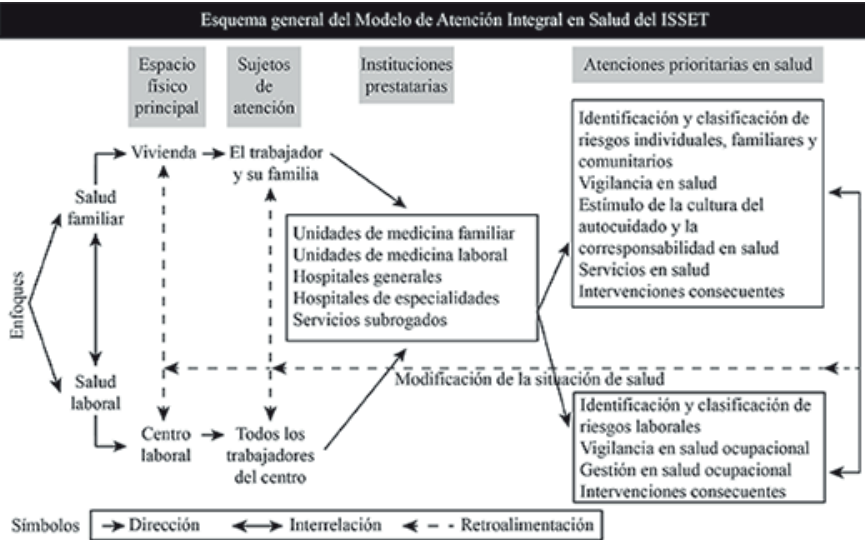 Esquema general del Modelo de Atención Integral en Salud del ISSET
Espacio
físico
principal
Sujetos
de
atención
Instituciones
prestatarias
Atenciones prioritarias en salud
Enfoques
Salud
familiar
Vivienda
El trabajador
y su familia
Salud
laboral
Centro
laboral
Todos los
trabajadores
del centro
Unidades de medicina familiar
Unidades de medicina laboral
Hospitales generales
Hospitales de especialidades
Servicios subrogados
Modificación de la situación de salud
Identificación y clasificación de
riesgos individuales, familiares y
comunitarios
Vigilancia en salud
Estímulo de la cultura del
autocuidado y la
corresponsabilidad en salud
Servicios en salud
Intervenciones consecuentes
Identificación y clasificación de
riesgos laborales
Vigilancia en salud ocupacional
Gestión en salud ocupacional
Intervenciones consecuentes
Símbolos
Dirección
Interrelación
Retroalimentación